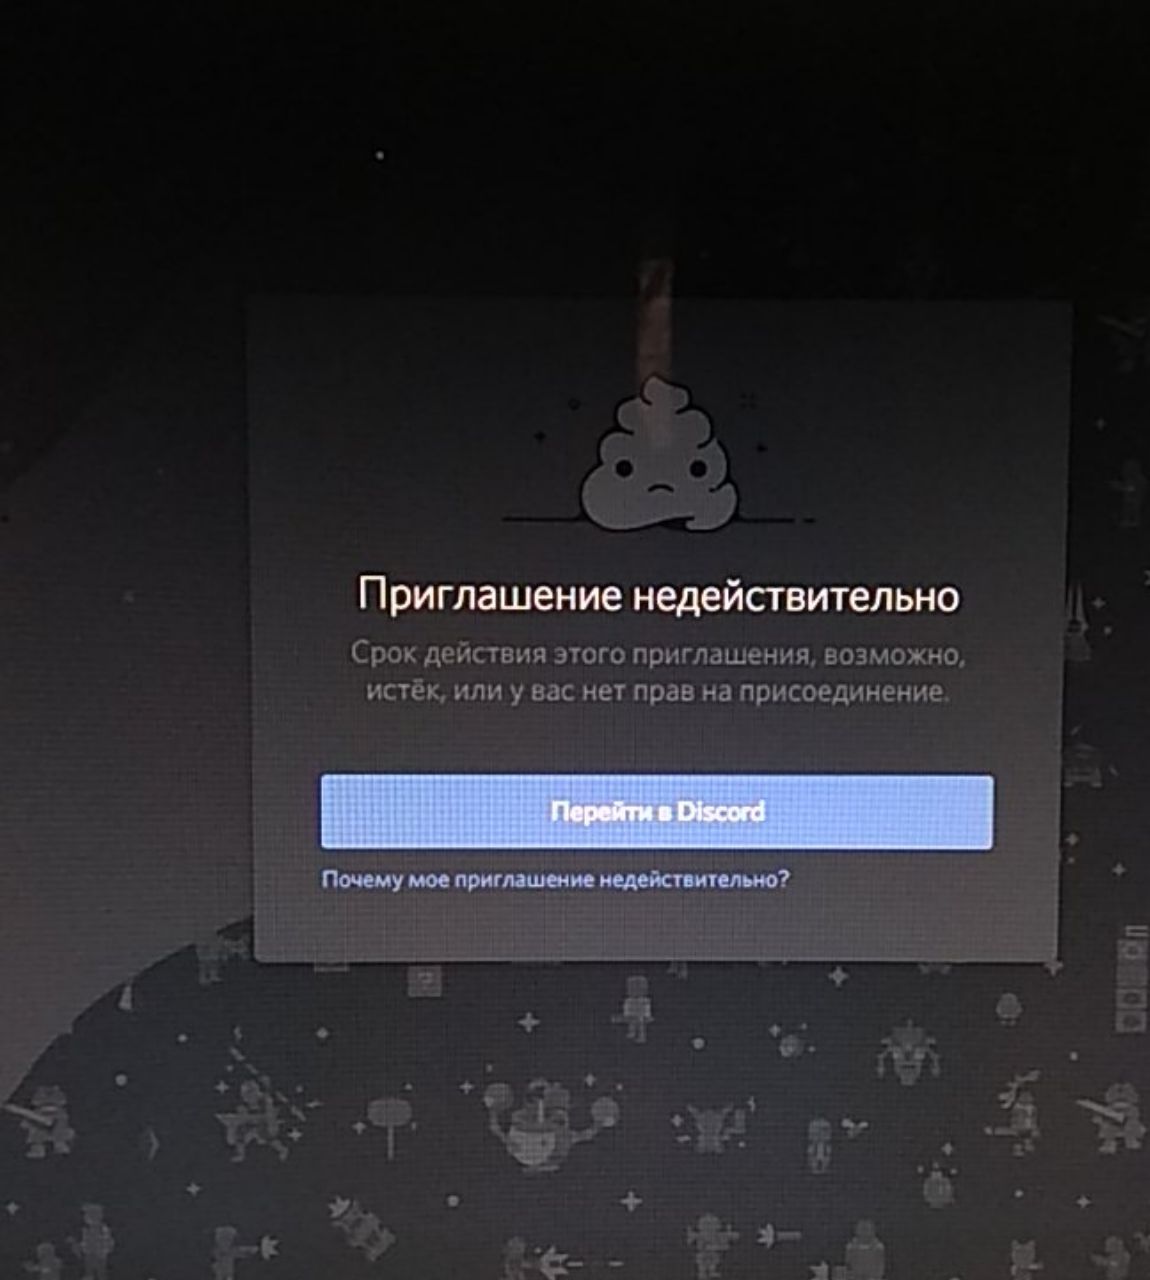 Приглашение недействительно
Срок действия этого приглашения, возможно,
истёк, или у вас нет прав на присоединение.
Перейти в Discord
Почему мое приглашение недействительно?